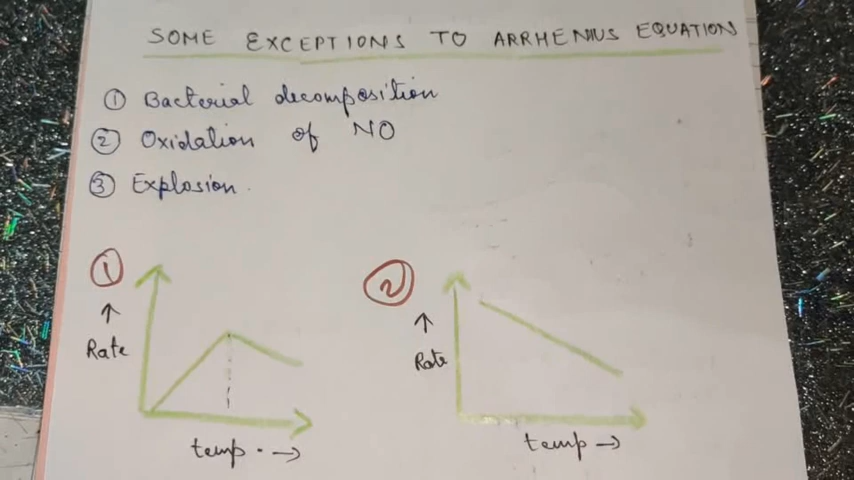 SOME EXCEPTIONS TO ARRHENIUS EQUATION
① Bacterial decomposition
② Oxidation of NO
③ Explosion.
① ②
↑ Rate ↑ Rate
temp. → temp →